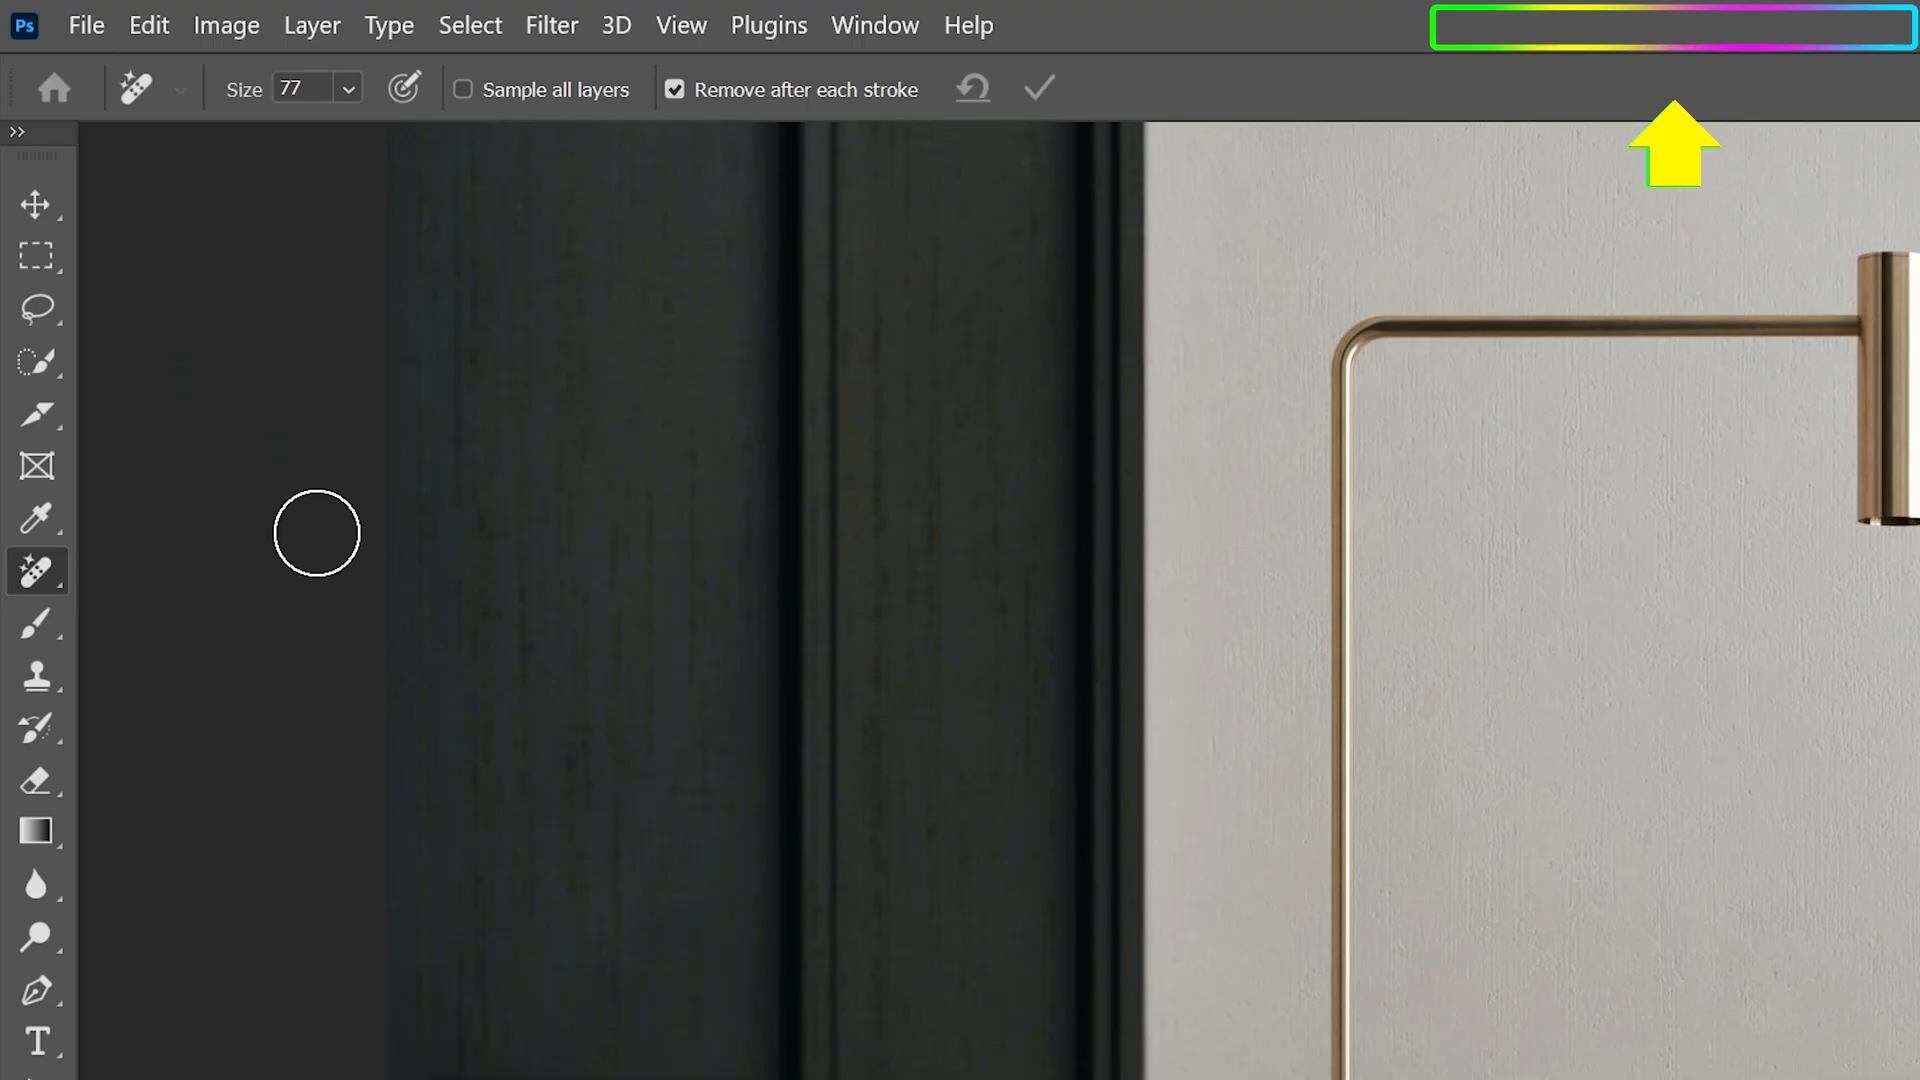 Ps File Edit Image Layer Type Select Filter 3D View Plugins Window Help
Size 77 Sample all layers Remove after each stroke
T